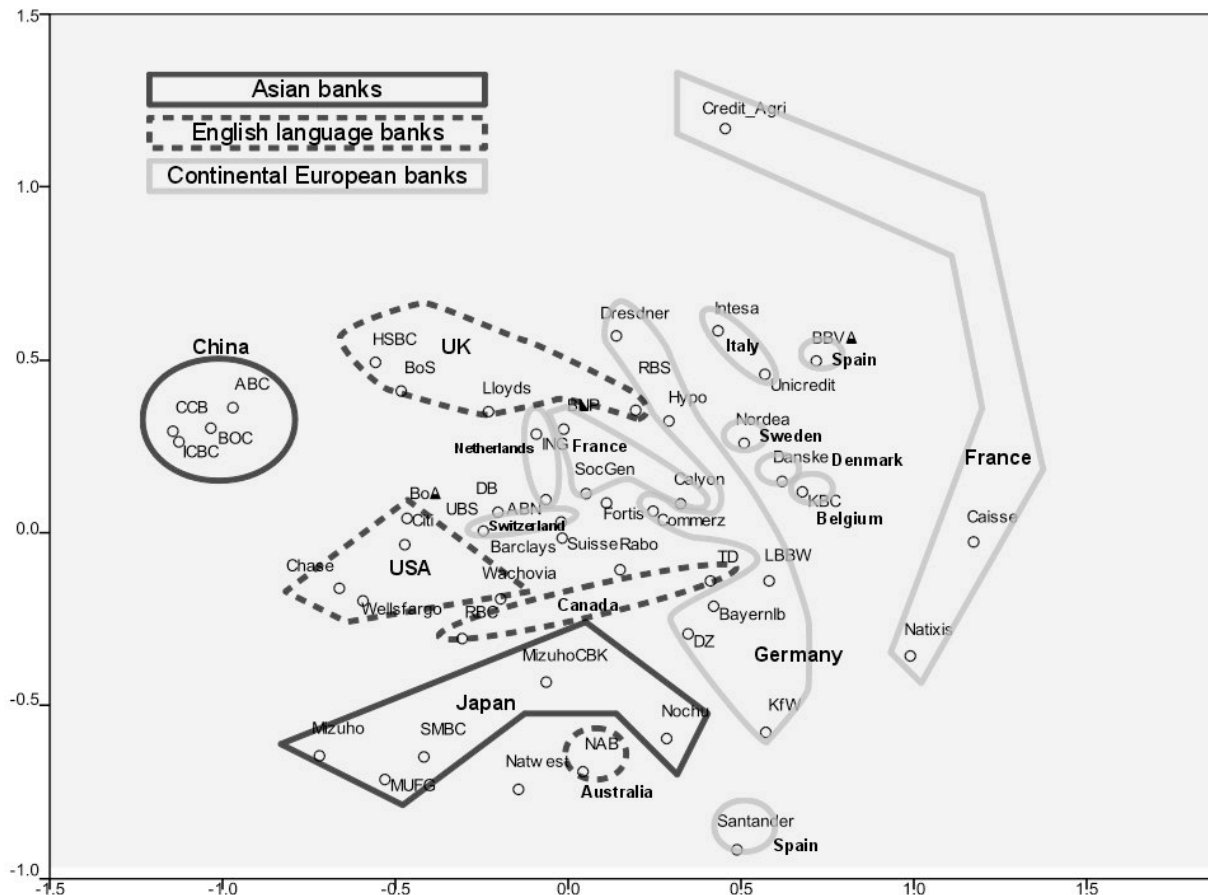 1.5
Asian banks
Credit_Agri
English language banks
Continental European banks
1.0
Dresdner
Intesa
HSBC
UK
BBVA
China
Italy
Spain
0.5
BoS
RBS
ABC
Unicredit
Lloyds
Hypo
CCB
BNP
Nordea
BOC
Netherlands
ING
France
Sweden
ICBC
Danske
Denmark
France
SocGen
Calyon
BoA
DB
KBC
UBS
ABN
Fortis
Commerz
Belgium
Caisse
Citi
Switzerland
0.0
Barclays
Suisse
Rabo
TD
LBBW
Chase
USA
Wachovia
Wellsfargo
RBC
Canada
Bayernlb
Natixis
DZ
Germany
MizuhoCBK
-0.5
Japan
KfW
Nochu
Mizuho
SMBC
NAB
Natwest
MUFG
Australia
Santander
Spain
-1.0
-1.5
-1.0
-0.5
0.0
0.5
1.0
1.5